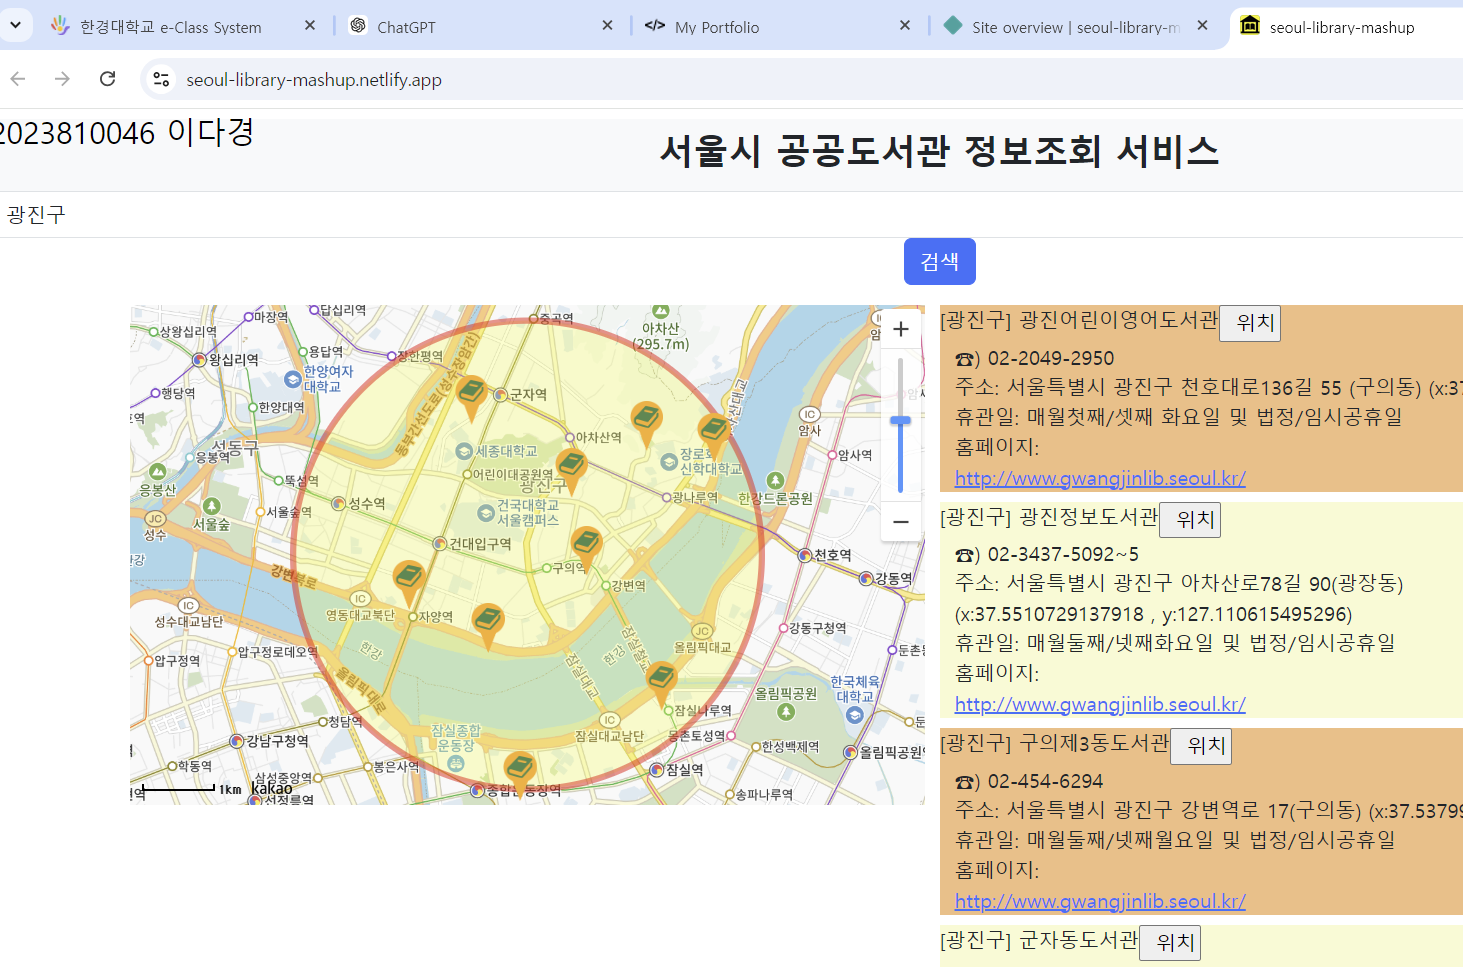 한경대학교 e-Class System
ChatGPT
My Portfolio
Site overview | seoul-library-m
seoul-library-mashup
seoul-library-mashup.netlify.app
2023810046 이다경
서울시 공공도서관 정보조회 서비스
광진구
검색
마장역
답십리역
중곡역
아차산
(295.7m)
상왕십리역
왕십리역
용답역
장한평역
한양여자
대학교
행당역
한양대역
군자역
성동구
응봉역
아차산역
세종대학교
어린이대공원역
장로회
신학대학교
암사
암사역
응봉산
뚝섬역
광진구
서울숲
성수역
건국대학교
서울캠퍼스
광나루역
한강드론공원
서울숲역
JC
성수
건대입구역
강변북로
구의역
강변역
천호역
강동역
IC
성수대교남단
IC
영동대교북단
자양역
강동구청역
압구정역
압구정로데오역
한강
올림픽대로
잠실대교
잠실철교
JC
올림픽대교
둔촌동
한국체육
대학교
올림픽공원
청담역
강남구청역
잠실종합
운동장
IC
잠실대교남단
잠실나루역
몽촌토성역
한성백제역
올림픽공원역
학동역
삼성중앙역
봉은사역
잠실역
선정릉역
종합운동장역
송파나루역
1km kakao
[광진구] 광진어린이영어도서관 위치
☎) 02-2049-2950
주소: 서울특별시 광진구 천호대로136길 55 (구의동) (x:37
휴관일: 매월첫째/셋째 화요일 및 법정/임시공휴일
홈페이지:
http://www.gwangjinlib.seoul.kr/
[광진구] 광진정보도서관 위치
☎) 02-3437-5092~5
주소: 서울특별시 광진구 아차산로78길 90(광장동)
(x:37.5510729137918 , y:127.110615495296)
휴관일: 매월둘째/넷째화요일 및 법정/임시공휴일
홈페이지:
http://www.gwangjinlib.seoul.kr/
[광진구] 구의제3동도서관 위치
☎) 02-454-6294
주소: 서울특별시 광진구 강변역로 17(구의동) (x:37.53799
휴관일: 매월둘째/넷째월요일 및 법정/임시공휴일
홈페이지:
http://www.gwangjinlib.seoul.kr/
[광진구] 군자동도서관 위치